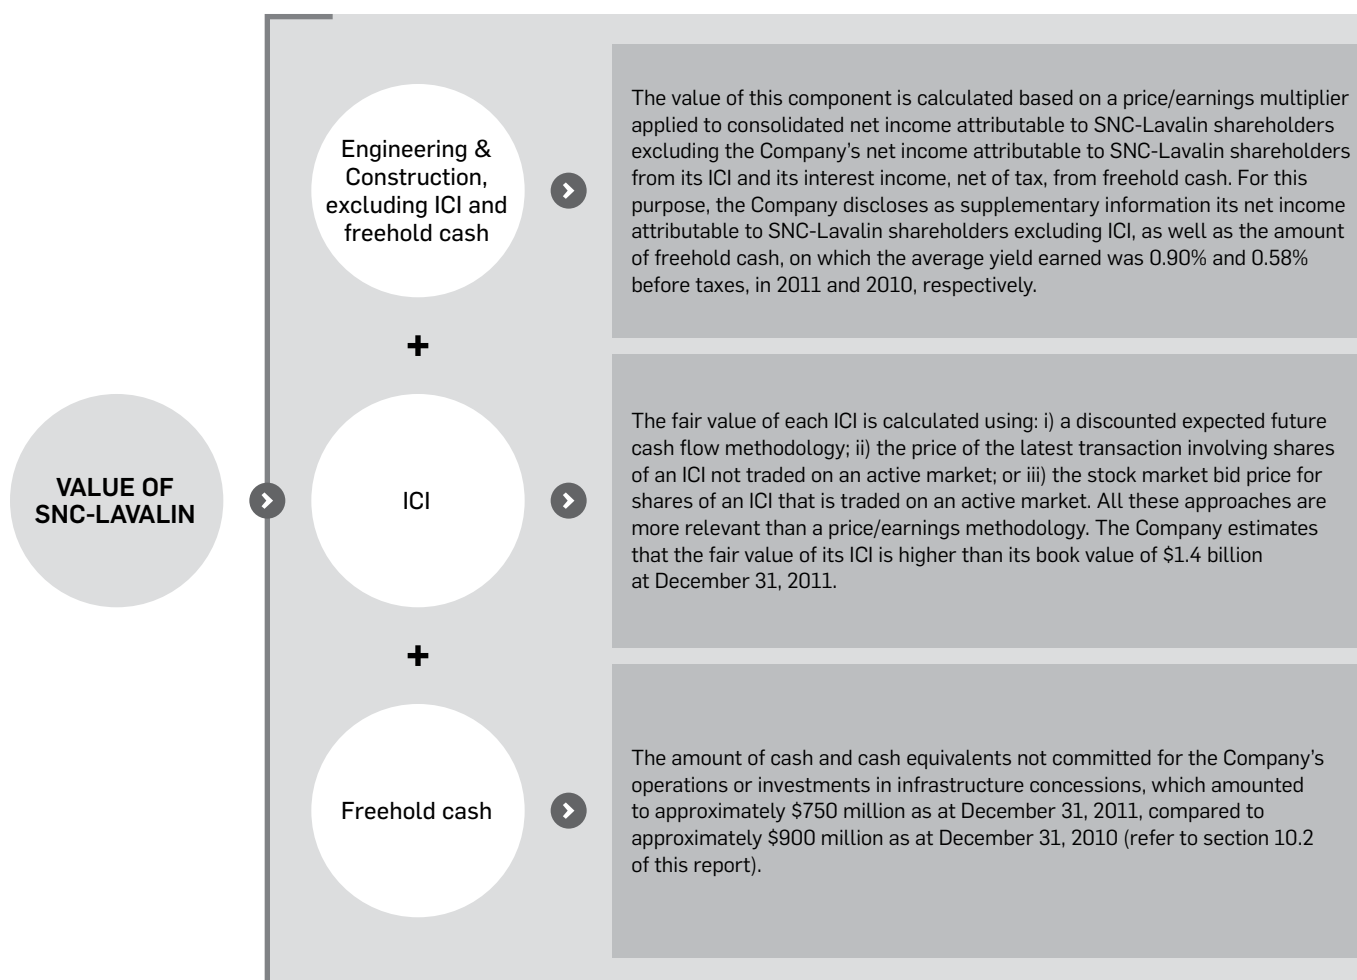 VALUE OF
SNC-LAVALIN
Engineering &
Construction,
excluding ICI and
freehold cash
The value of this component is calculated based on a price/earnings multiplier
applied to consolidated net income attributable to SNC-Lavalin shareholders
excluding the Company's net income attributable to SNC-Lavalin shareholders
from its ICI and its interest income, net of tax, from freehold cash. For this
purpose, the Company discloses as supplementary information its net income
attributable to SNC-Lavalin shareholders excluding ICI, as well as the amount
of freehold cash, on which the average yield earned was 0.90% and 0.58%
before taxes, in 2011 and 2010, respectively.
+
ICI
The fair value of each ICI is calculated using: i) a discounted expected future
cash flow methodology; ii) the price of the latest transaction involving shares
of an ICI not traded on an active market; or iii) the stock market bid price for
shares of an ICI that is traded on an active market. All these approaches are
more relevant than a price/earnings methodology. The Company estimates
that the fair value of its ICI is higher than its book value of $1.4 billion
at December 31, 2011.
+
Freehold cash
The amount of cash and cash equivalents not committed for the Company's
operations or investments in infrastructure concessions, which amounted
to approximately $750 million as at December 31, 2011, compared to
approximately $900 million as at December 31, 2010 (refer to section 10.2
of this report).